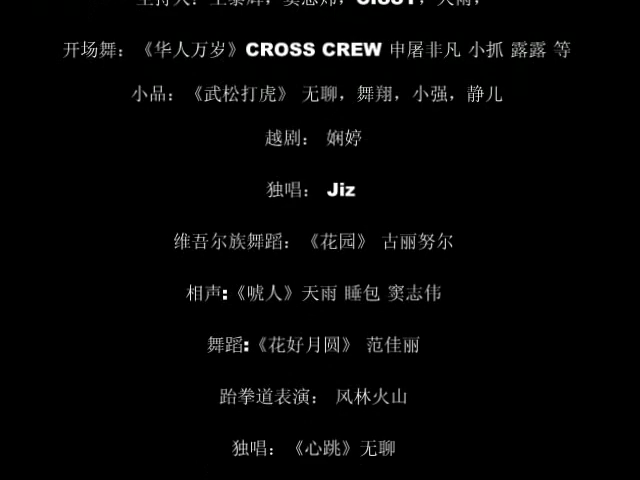 开场舞：《华人万岁》CROSS CREW 申屠非凡 小抓 露露 等
小品：《武松打虎》 无聊，舞翔，小强，静儿
越剧： 娴婷
独唱： Jiz
维吾尔族舞蹈：《花园》 古丽努尔
相声:《唬人》天雨 睡包 窦志伟
舞蹈:《花好月圆》 范佳丽
跆拳道表演： 风林火山
独唱：《心跳》无聊